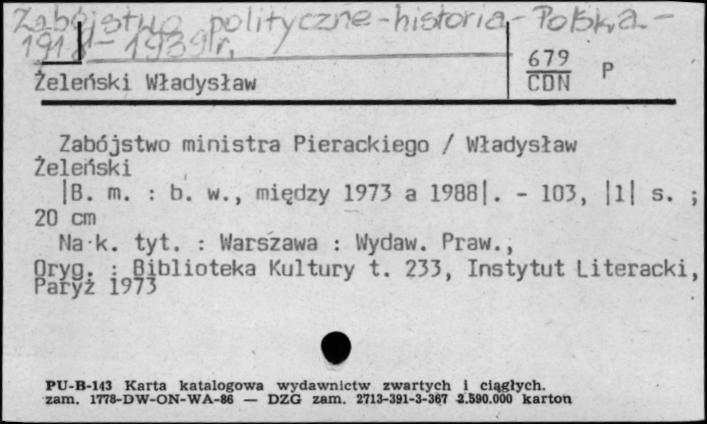 Zabójstwo polityczne - historia - Polska -
1918 - 1939 r.
679
CDN
P
Żeleński Władysław
Zabójstwo ministra Pierackiego / Władysław
Żeleński
|B. m. : b. w., między 1973 a 1988|. - 103, |1| s. ;
20 cm
Na k. tyt. : Warszawa : Wydaw. Praw.,
Oryg. : Biblioteka Kultury t. 233, Instytut Literacki,
Paryż 1973
PU-B-143 Karta katalogowa wydawnictw zwartych i ciągłych.
zam. 1778-DW-ON-WA-86 — DZG zam. 2713-391-3-367 2.590.000 karton